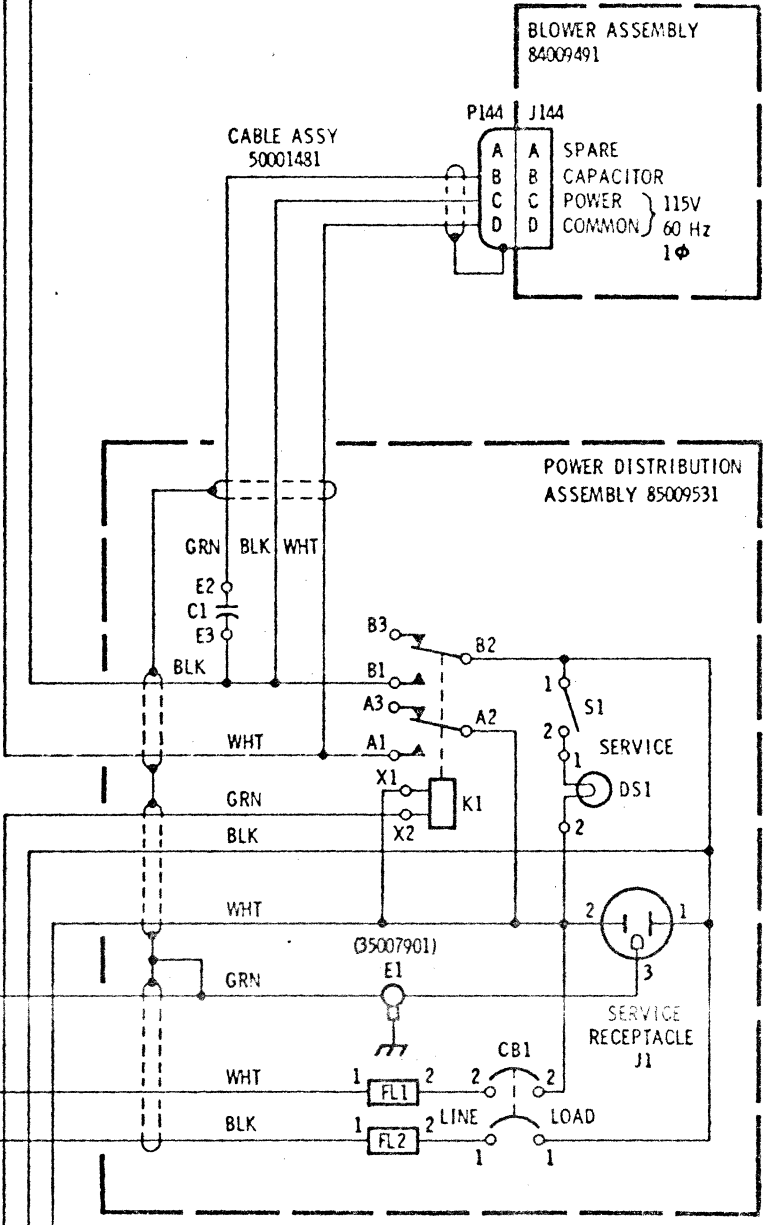 BLOWER ASSEMBLY
84009491
P144 J144
CABLE ASSY
50001481
A A SPARE
B B CAPACITOR
C C POWER
D D COMMON
115V
60 Hz
1ϕ
POWER DISTRIBUTION
ASSEMBLY 85009531
GRN BLK WHT
E2
C1
E3
B3
B2
BLK
B1
1
S1
A3
A2
2
SERVICE
WHT
A1
1
X1
DS1
GRN
K1
X2
2
BLK
WHT
2 1
(35007901)
E1
3
GRN
SERVICE
RECEPTACLE
J1
CB1
WHT
1 FL1 2 2 2
LINE LOAD
BLK
1 FL2 2
1 1